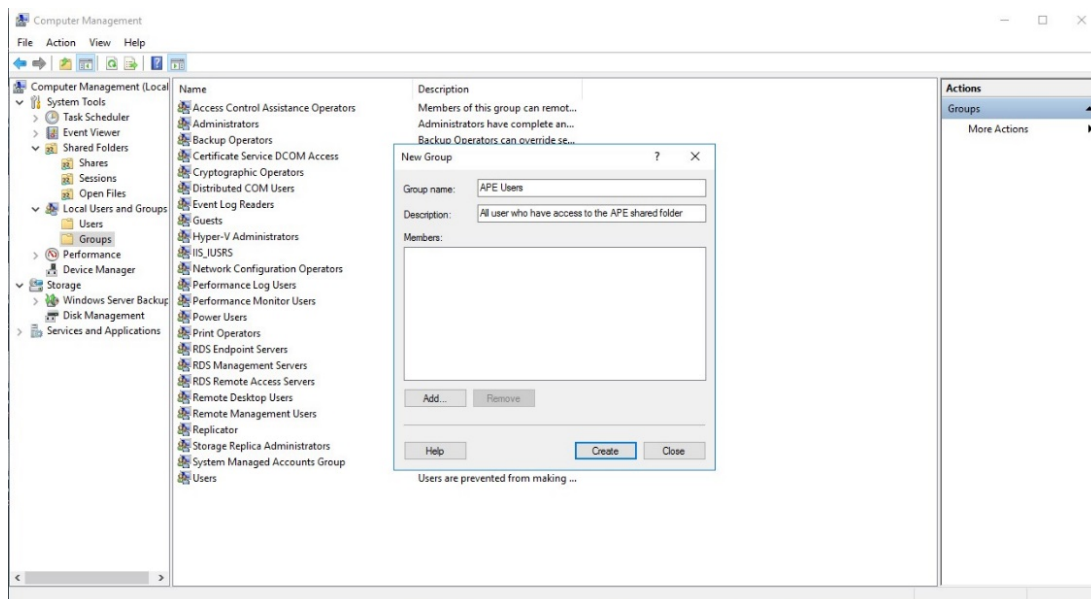 Computer Management
File Action View Help
Computer Management (Local
System Tools
Task Scheduler
Event Viewer
Shared Folders
Shares
Sessions
Open Files
Local Users and Groups
Users
Groups
Performance
Device Manager
Storage
Windows Server Backup
Disk Management
Services and Applications
Name Description
Access Control Assistance Operators Members of this group can remot...
Administrators Administrators have complete an...
Backup Operators Backup Operators can override se...
Certificate Service DCOM Access
Cryptographic Operators
Distributed COM Users
Event Log Readers
Guests
Hyper-V Administrators
IIS_IUSRS
Network Configuration Operators
Performance Log Users
Performance Monitor Users
Power Users
Print Operators
RDS Endpoint Servers
RDS Management Servers
RDS Remote Access Servers
Remote Desktop Users
Remote Management Users
Replicator
Storage Replica Administrators
System Managed Accounts Group
Users Users are prevented from making ...
New Group
Group name: APE Users
Description: All user who have access to the APE shared folder
Members:
Add... Remove
Help Create Close
Actions
Groups
More Actions